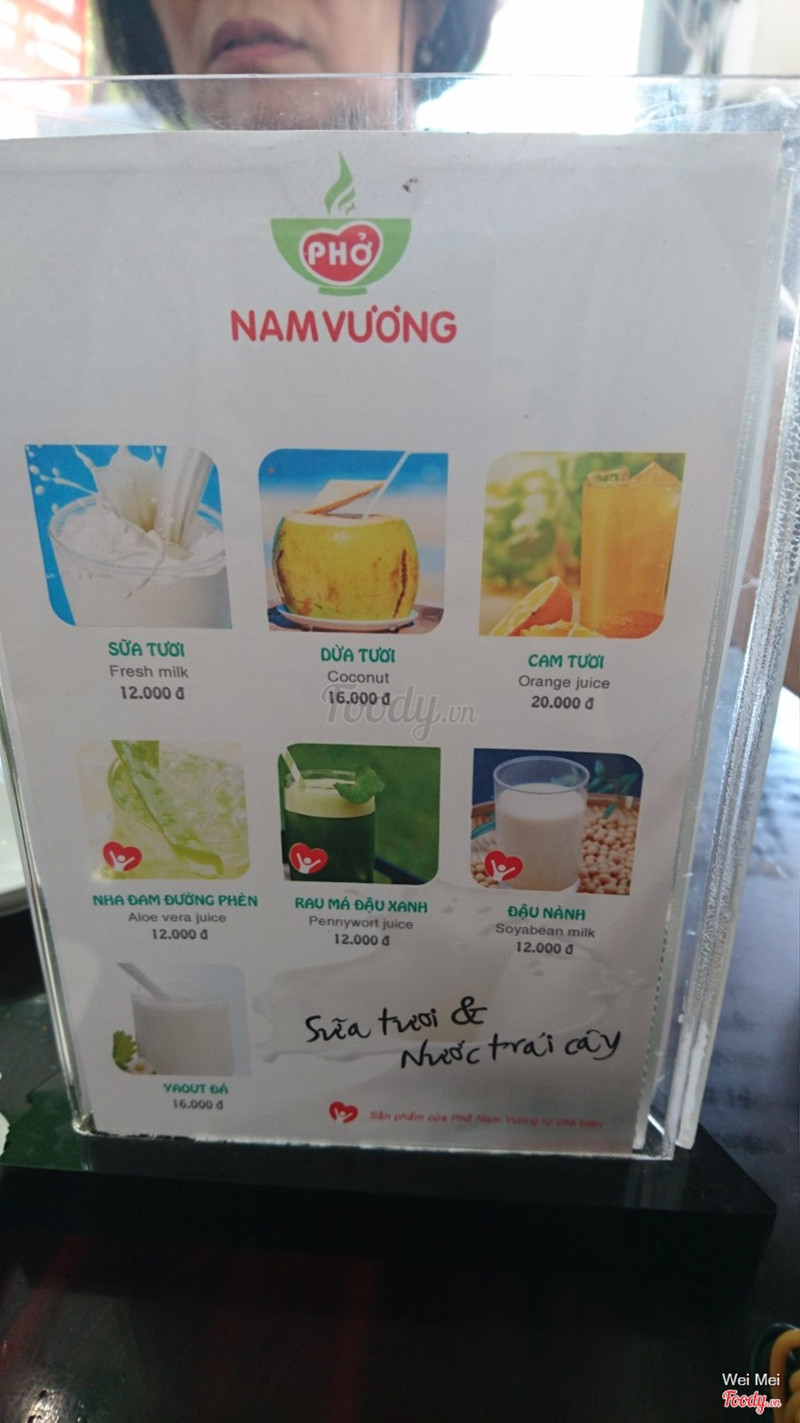 PHỞ
NAM VƯƠNG
SỮA TƯƠI
Fresh milk
12.000 đ
DỪA TƯƠI
Coconut
16.000 đ
CAM TƯƠI
Orange juice
20.000 đ
Foody.vn
NHA ĐAM ĐƯỜNG PHÈN
Aloe vera juice
12.000 đ
RAU MÁ ĐẬU XANH
Pennywort juice
12.000 đ
ĐẬU NÀNH
Soyabean milk
12.000 đ
YAOUT ĐÁ
16.000 đ
Sữa tươi &
Nước trái cây
Sản phẩm của Phở Nam Vương tự chế biến
Wei Mei
Foody.vn